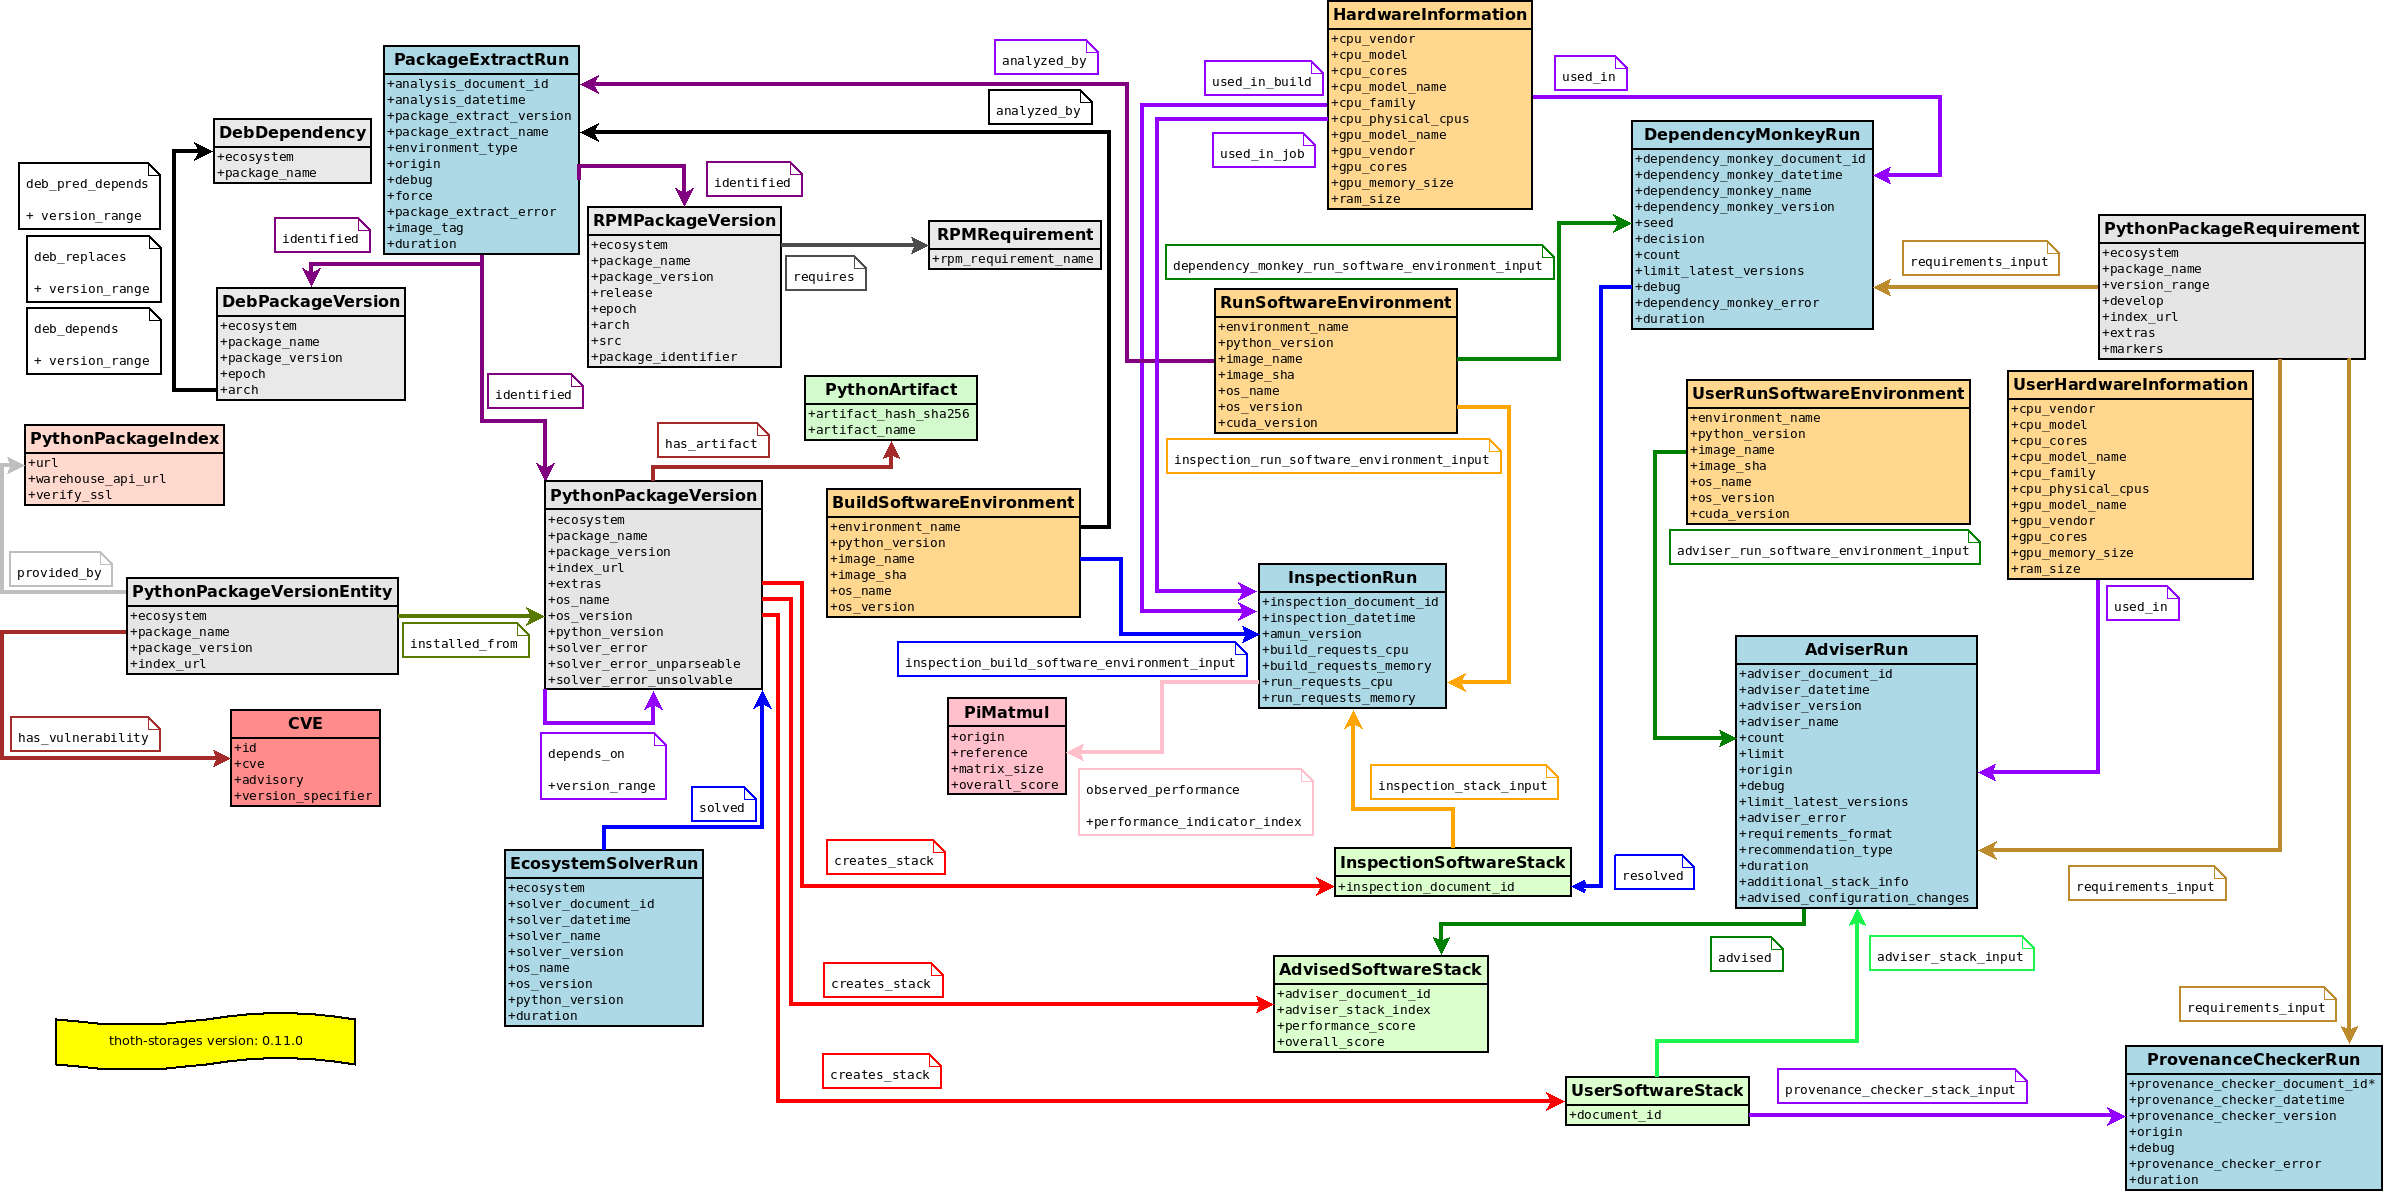 HardwareInformation
+cpu_vendor
+cpu_model
+cpu_cores
+cpu_model_name
+cpu_family
+cpu_physical_cpus
+gpu_model_name
+gpu_vendor
+gpu_cores
+gpu_memory_size
+ram_size
PackageExtractRun
+analysis_document_id
+analysis_datetime
+package_extract_version
+package_extract_name
+environment_type
+origin
+debug
+force
+package_extract_error
+image_tag
+duration
analyzed_by
analyzed_by
used_in_build
used_in_job
used_in
DependencyMonkeyRun
+dependency_monkey_document_id
+dependency_monkey_datetime
+dependency_monkey_name
+dependency_monkey_version
+seed
+decision
+count
+limit_latest_versions
+debug
+dependency_monkey_error
+duration
DebDependency
+ecosystem
+package_name
deb_pred_depends
+ version_range
deb_replaces
+ version_range
deb_depends
+ version_range
identified
identified
RPMPackageVersion
+ecosystem
+package_name
+package_version
+release
+epoch
+arch
+src
+package_identifier
requires
RPMRequirement
+rpm_requirement_name
dependency_monkey_run_software_environment_input
requirements_input
PythonPackageRequirement
+ecosystem
+package_name
+version_range
+develop
+index_url
+extras
+markers
DebPackageVersion
+ecosystem
+package_name
+package_version
+epoch
+arch
RunSoftwareEnvironment
+environment_name
+python_version
+image_name
+image_sha
+os_name
+os_version
+cuda_version
identified
PythonArtifact
+artifact_hash_sha256
+artifact_name
has_artifact
inspection_run_software_environment_input
UserRunSoftwareEnvironment
+environment_name
+python_version
+image_name
+image_sha
+os_name
+os_version
+cuda_version
UserHardwareInformation
+cpu_vendor
+cpu_model
+cpu_cores
+cpu_model_name
+cpu_family
+cpu_physical_cpus
+gpu_model_name
+gpu_vendor
+gpu_cores
+gpu_memory_size
+ram_size
adviser_run_software_environment_input
used_in
PythonPackageIndex
+url
+warehouse_api_url
+verify_ssl
provided_by
PythonPackageVersionEntity
+ecosystem
+package_name
+package_version
+index_url
installed_from
PythonPackageVersion
+ecosystem
+package_name
+package_version
+index_url
+extras
+os_name
+os_version
+python_version
+solver_error
+solver_error_unparseable
+solver_error_unsolvable
BuildSoftwareEnvironment
+environment_name
+python_version
+image_name
+image_sha
+os_name
+os_version
inspection_build_software_environment_input
InspectionRun
+inspection_document_id
+inspection_datetime
+amun_version
+build_requests_cpu
+build_requests_memory
+run_requests_cpu
+run_requests_memory
has_vulnerability
CVE
+id
+cve
+advisory
+version_specifier
depends_on
+version_range
solved
PiMatmul
+origin
+reference
+matrix_size
+overall_score
observed_performance
+performance_indicator_index
inspection_stack_input
AdviserRun
+adviser_document_id
+adviser_datetime
+adviser_version
+adviser_name
+count
+limit
+origin
+debug
+limit_latest_versions
+adviser_error
+requirements_format
+recommendation_type
+duration
+additional_stack_info
+advised_configuration_changes
EcosystemSolverRun
+ecosystem
+solver_document_id
+solver_datetime
+solver_name
+solver_version
+os_name
+os_version
+python_version
+duration
creates_stack
InspectionSoftwareStack
+inspection_document_id
resolved
requirements_input
advised
adviser_stack_input
creates_stack
AdvisedSoftwareStack
+adviser_document_id
+adviser_stack_index
+performance_score
+overall_score
requirements_input
thoth-storages version: 0.11.0
creates_stack
UserSoftwareStack
+document_id
provenance_checker_stack_input
ProvenanceCheckerRun
+provenance_checker_document_id*
+provenance_checker_datetime
+provenance_checker_version
+origin
+debug
+provenance_checker_error
+duration